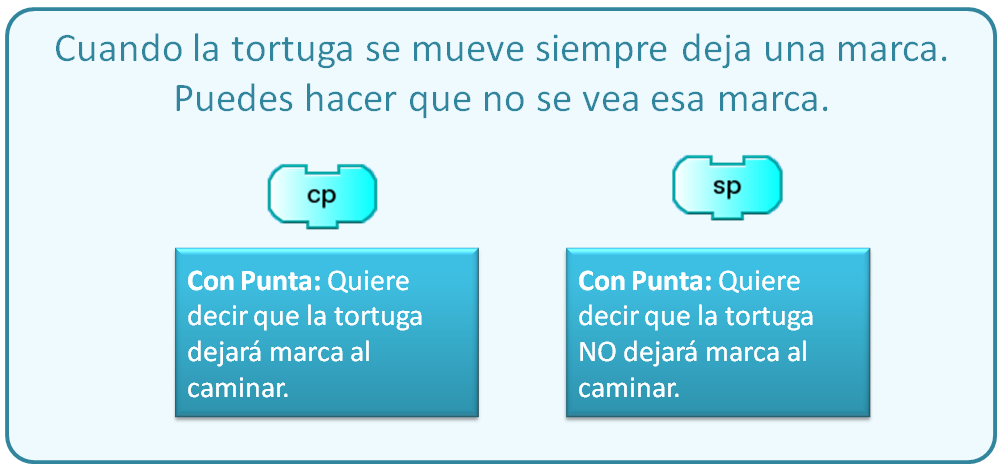 Cuando la tortuga se mueve siempre deja una marca.
Puedes hacer que no se vea esa marca.
cp
sp
Con Punta: Quiere
decir que la tortuga
dejará marca al
caminar.
Con Punta: Quiere
decir que la tortuga
NO dejará marca al
caminar.